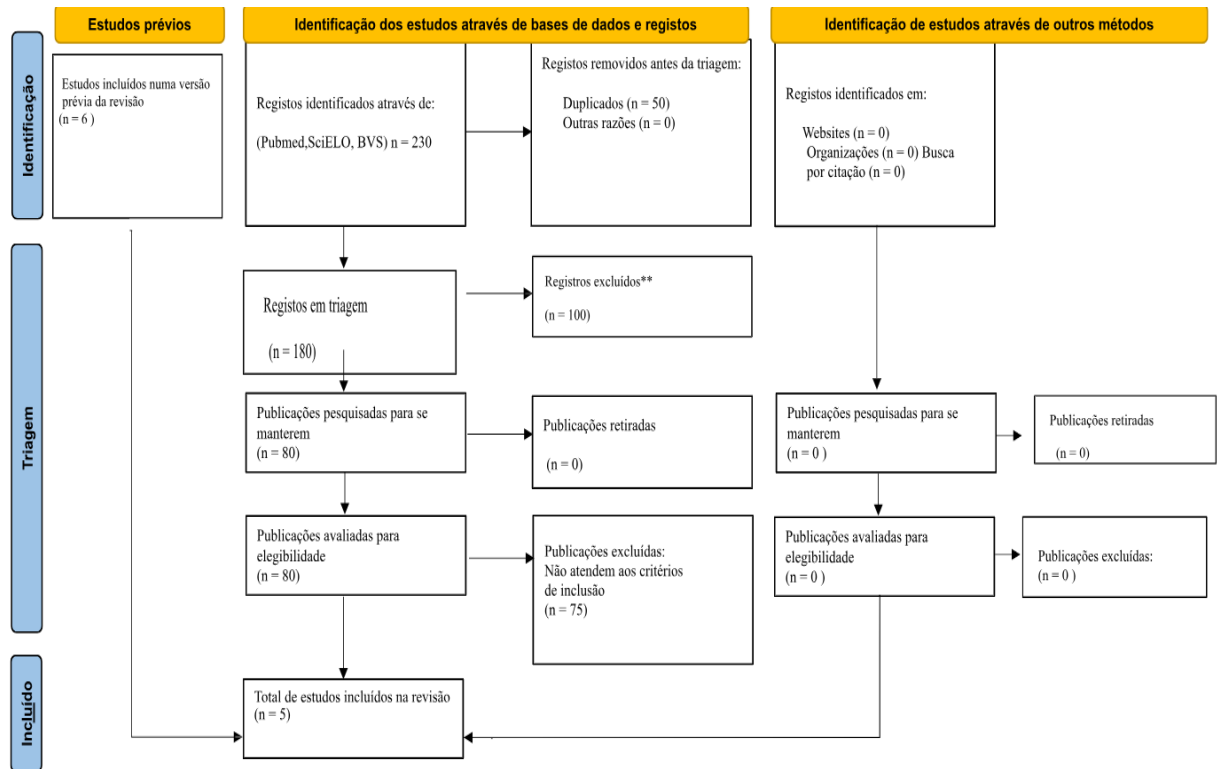 Estudos prévios
Identificação dos estudos através de bases de dados e registos
Identificação de estudos através de outros métodos
Identificação
Estudos incluídos numa versão
prévia da revisão
(n = 6 )
Registos identificados através de:
(Pubmed,SciELO, BVS) n = 230
Registos removidos antes da triagem:
Duplicados (n = 50)
Outras razões (n = 0)
Registos identificados em:
Websites (n = 0)
Organizações (n = 0) Busca
por citação (n = 0)
Triagem
Registos em triagem
(n = 180)
Registros excluídos**
(n = 100)
Publicações pesquisadas para se
manterem
(n = 80)
Publicações retiradas
(n = 0)
Publicações pesquisadas para se
manterem
(n = 0 )
Publicações retiradas
(n = 0)
Publicações avaliadas para
elegibilidade
(n = 80)
Publicações excluídas:
Não atendem aos critérios
de inclusão
(n = 75)
Publicações avaliadas para
elegibilidade
(n = 0 )
Publicações excluídas:
(n = 0 )
Incluído
Total de estudos incluídos na revisão
(n = 5)